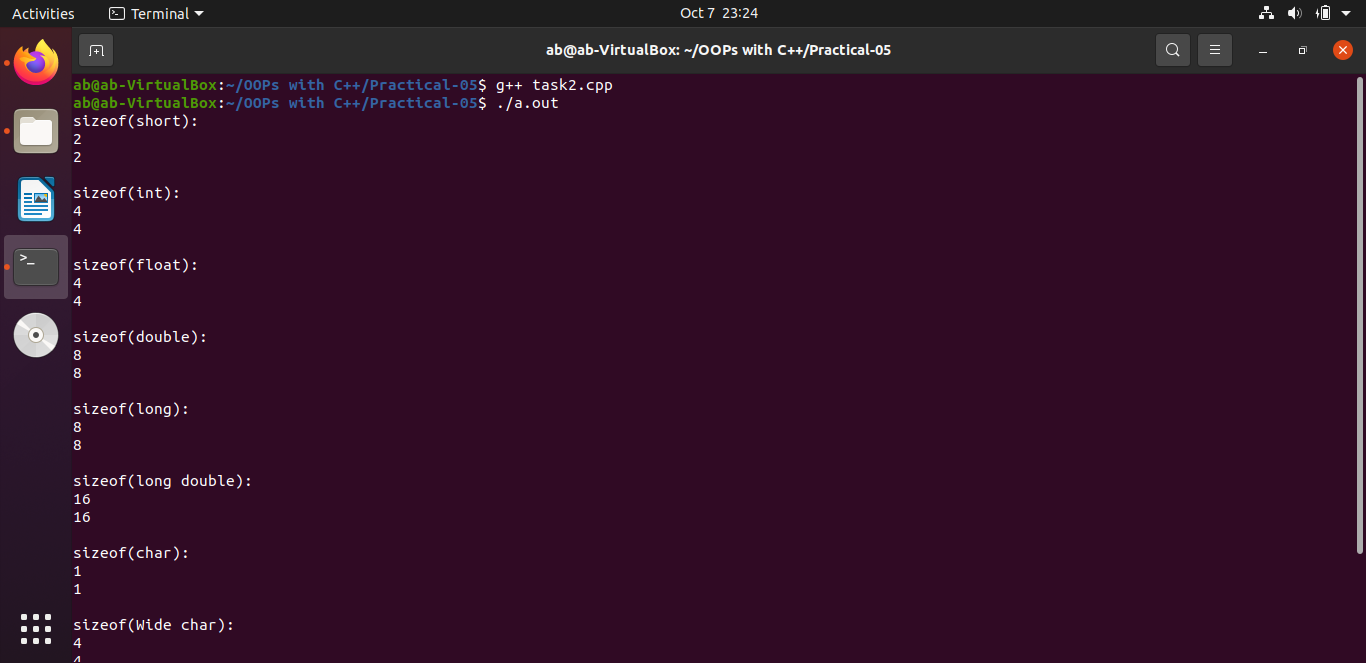 Activities
Terminal
Oct 7 23:24
ab@ab-VirtualBox: ~/OOPs with C++/Practical-05
ab@ab-VirtualBox:~/OOPs with C++/Practical-05$ g++ task2.cpp
ab@ab-VirtualBox:~/OOPs with C++/Practical-05$ ./a.out
sizeof(short):
2
2
sizeof(int):
4
4
sizeof(float):
4
4
sizeof(double):
8
8
sizeof(long):
8
8
sizeof(long double):
16
16
sizeof(char):
1
1
sizeof(Wide char):
4
4